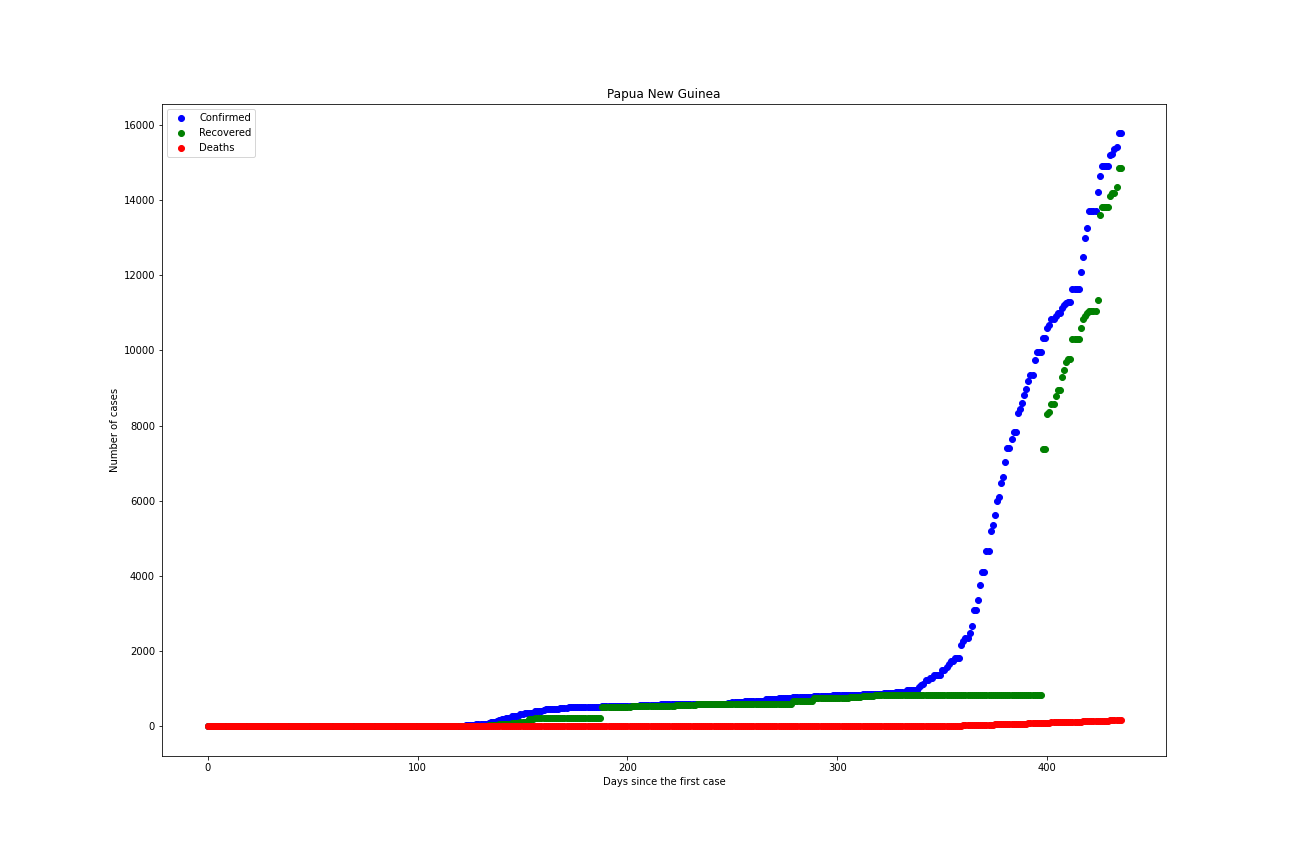 Papua New Guinea
Confirmed
Recovered
Deaths
16000
14000
12000
10000
8000
6000
4000
2000
0
Number of cases
0 100 200 300 400
Days since the first case